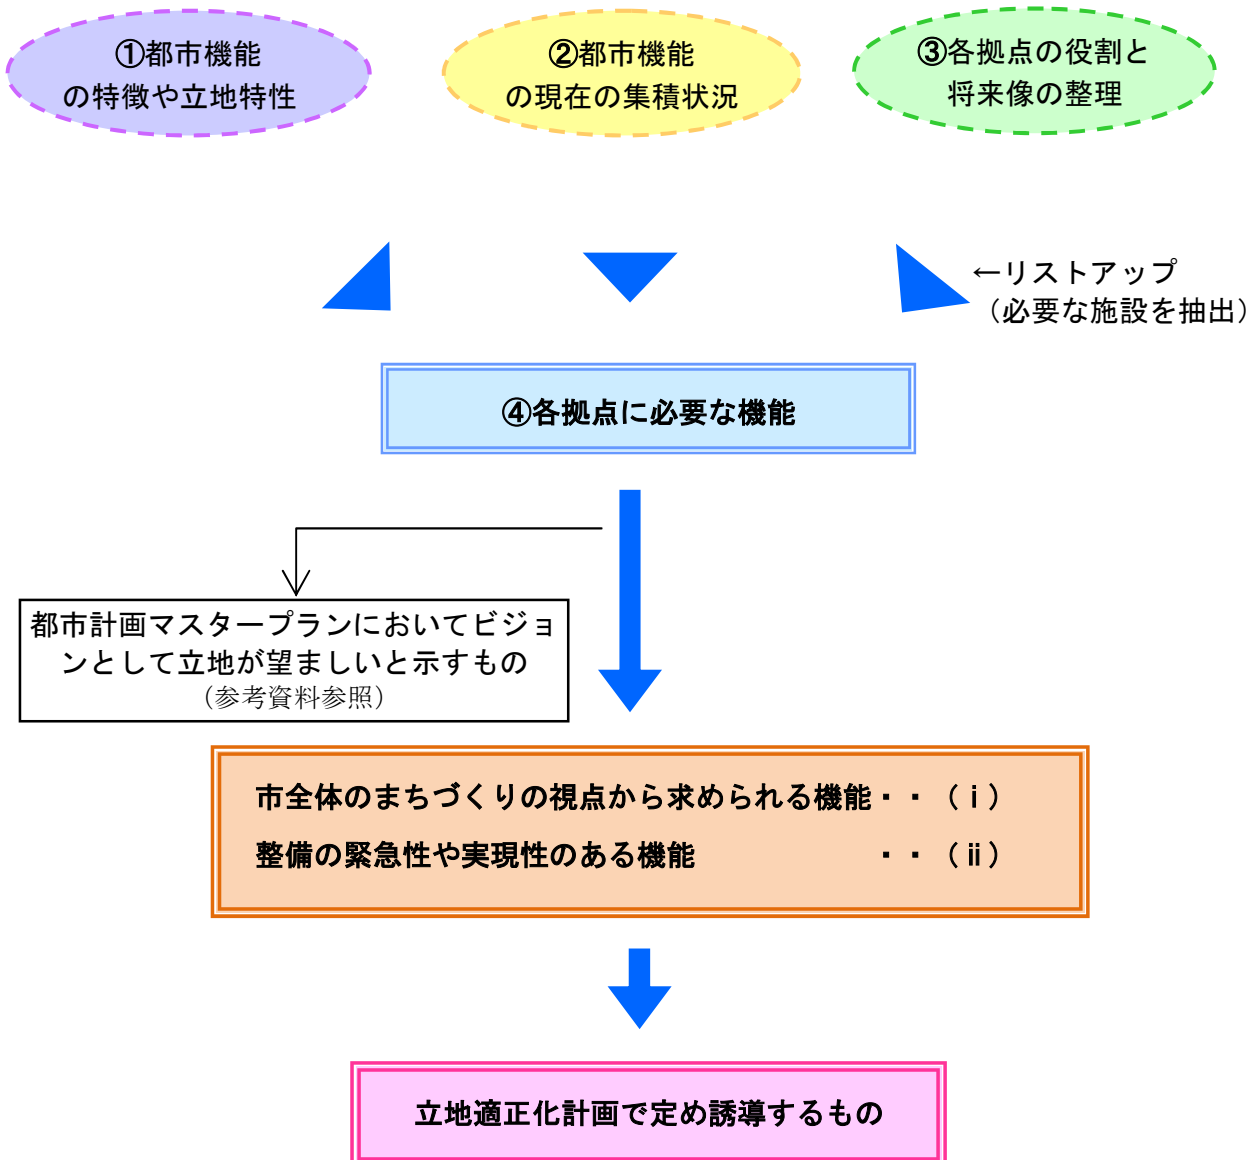 ①都市機能
の特徴や立地特性
②都市機能
の現在の集積状況
③各拠点の役割と
将来像の整理
←リストアップ
（必要な施設を抽出）
④各拠点に必要な機能
都市計画マスタープランにおいてビジョ
ンとして立地が望ましいと示すもの
（参考資料参照）
市全体のまちづくりの視点から求められる機能・・（ⅰ）
整備の緊急性や実現性のある機能　　　　　　・・（ⅱ）
立地適正化計画で定め誘導するもの